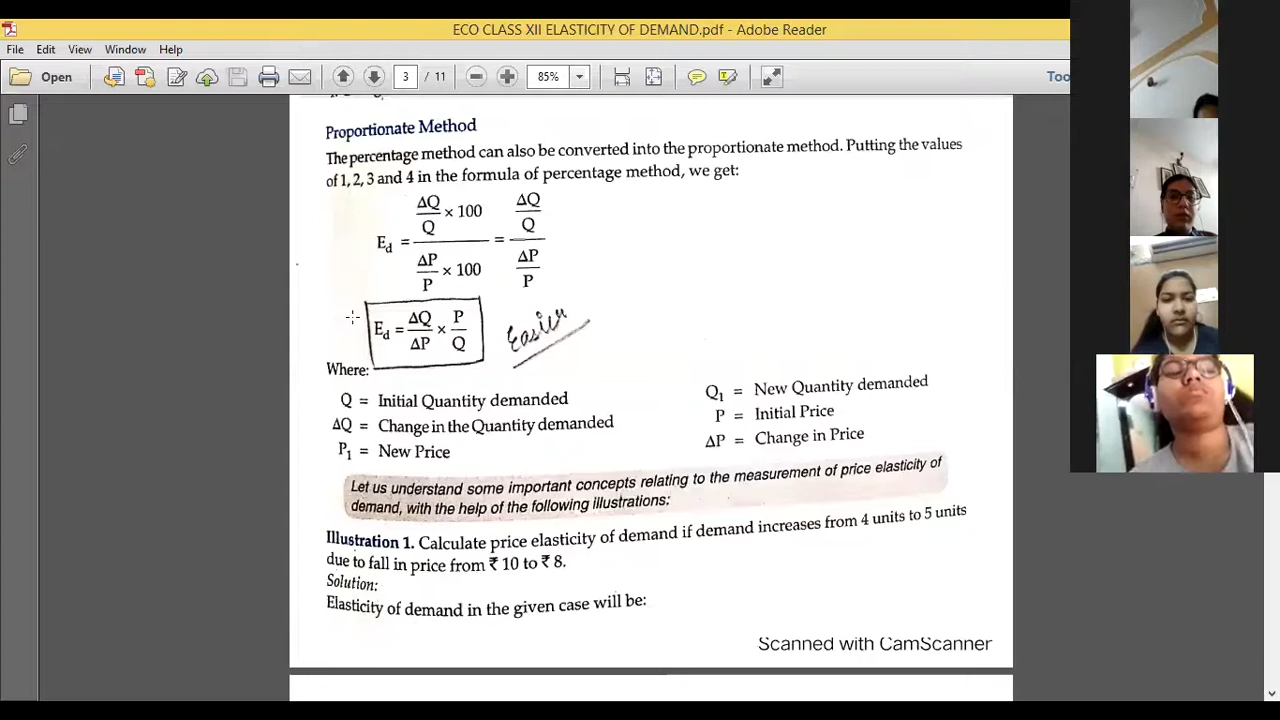 ECO CLASS XII ELASTICITY OF DEMAND.pdf - Adobe Reader
File Edit View Window Help
Open 3 / 11 85% Too
Proportionate Method
The percentage method can also be converted into the proportionate method. Putting the values
of 1, 2, 3 and 4 in the formula of percentage method, we get:
E_d = (ΔQ/Q × 100)/(ΔP/P × 100) = (ΔQ/Q)/(ΔP/P)
E_d = ΔQ/ΔP × P/Q Easier
Where:
Q = Initial Quantity demanded
ΔQ = Change in the Quantity demanded
P₁ = New Price
Q₁ = New Quantity demanded
P = Initial Price
ΔP = Change in Price
Let us understand some important concepts relating to the measurement of price elasticity of
demand, with the help of the following illustrations:
Illustration 1. Calculate price elasticity of demand if demand increases from 4 units to 5 units
due to fall in price from ₹ 10 to ₹ 8.
Solution:
Elasticity of demand in the given case will be:
Scanned with CamScanner